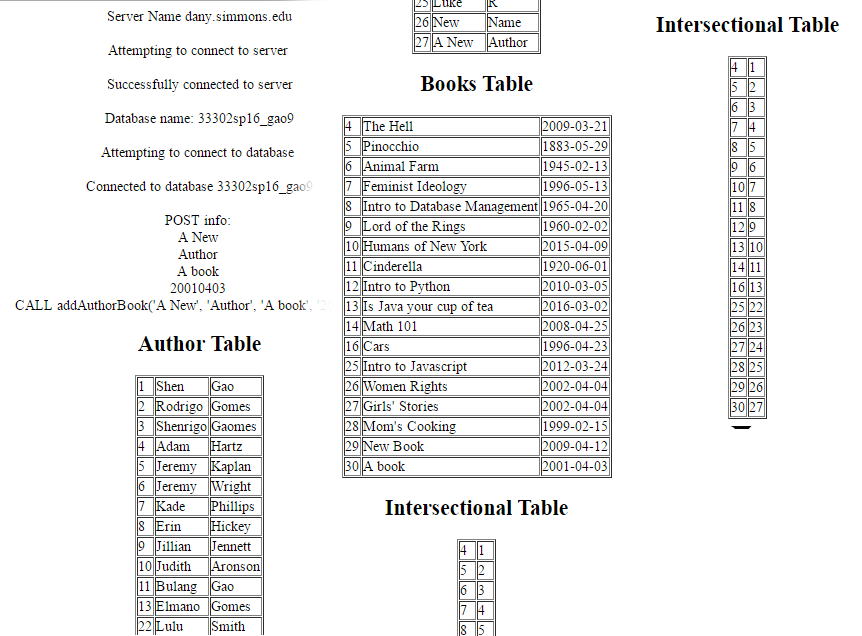 Server Name dany.simmons.edu
Attempting to connect to server
Successfully connected to server
Database name: 33302sp16_gao9
Attempting to connect to database
Connected to database 33302sp16_gao9
POST info:
A New
Author
A book
20010403
CALL addAuthorBook('A New', 'Author', 'A book',
Author Table
1 Shen Gao
2 Rodrigo Gomes
3 Shenrigo Gaomes
4 Adam Hartz
5 Jeremy Kaplan
6 Jeremy Wright
7 Kade Phillips
8 Erin Hickey
9 Jillian Jennett
10 Judith Aronson
11 Bulang Gao
13 Elmano Gomes
22 Lulu Smith
25 Luke R
26 New Name
27 A New Author
Books Table
4 The Hell 2009-03-21
5 Pinocchio 1883-05-29
6 Animal Farm 1945-02-13
7 Feminist Ideology 1996-05-13
8 Intro to Database Management 1965-04-20
9 Lord of the Rings 1960-02-02
10 Humans of New York 2015-04-09
11 Cinderella 1920-06-01
12 Intro to Python 2010-03-05
13 Is Java your cup of tea 2016-03-02
14 Math 101 2008-04-25
16 Cars 1996-04-23
25 Intro to Javascript 2012-03-24
26 Women Rights 2002-04-04
27 Girls' Stories 2002-04-04
28 Mom's Cooking 1999-02-15
29 New Book 2009-04-12
30 A book 2001-04-03
Intersectional Table
4 1
5 2
6 3
7 4
8 5
Intersectional Table
4 1
5 2
6 3
7 4
8 5
9 6
10 7
11 8
12 9
13 10
14 11
16 13
25 22
26 23
27 24
28 25
29 26
30 27